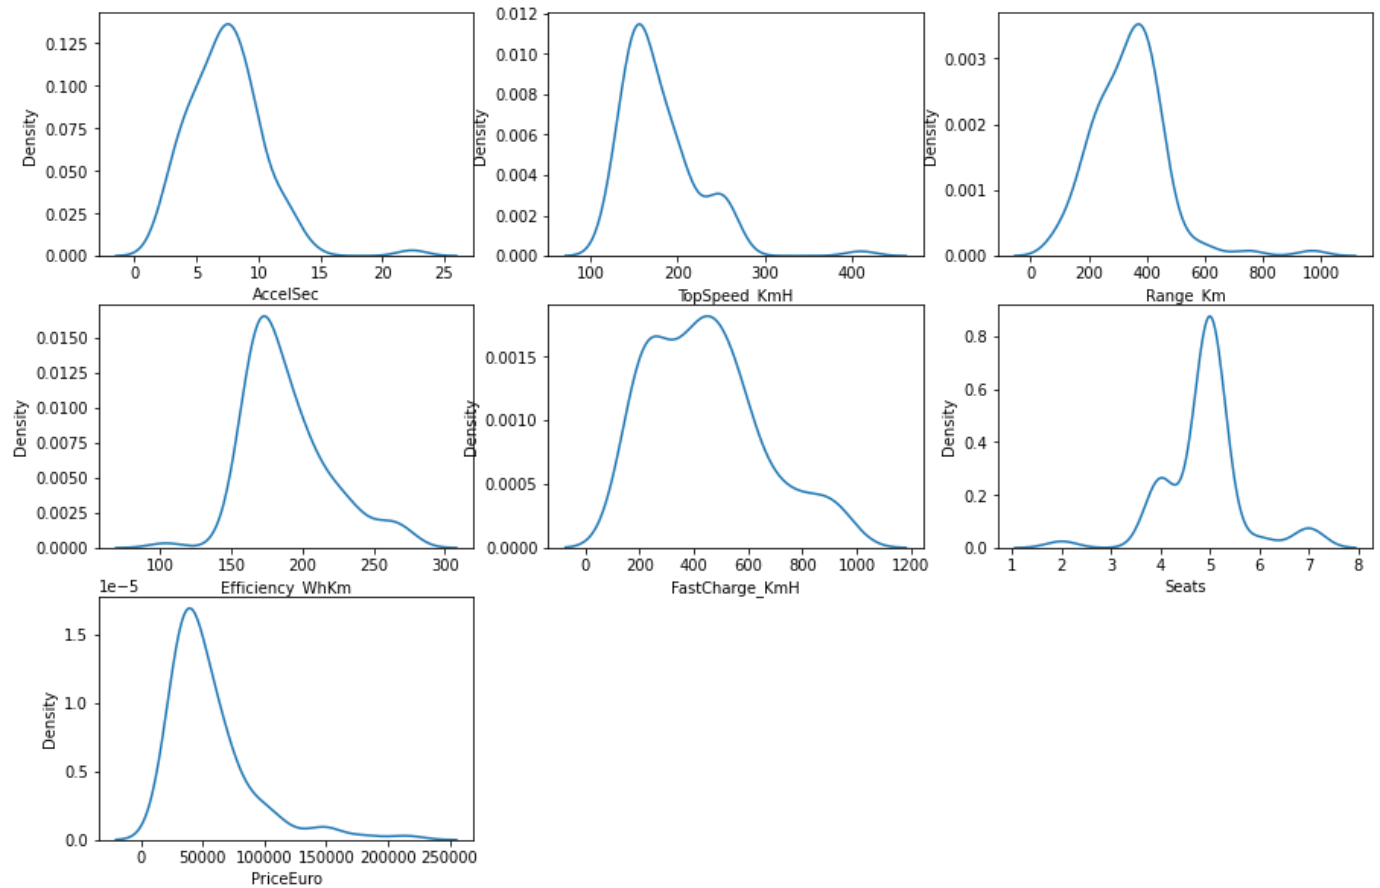 Density
0.125
0.100
0.075
0.050
0.025
0.000
0 5 10 15 20 25
AccelSec
Density
0.012
0.010
0.008
0.006
0.004
0.002
0.000
100 200 300 400
TopSpeed_KmH
Density
0.003
0.002
0.001
0.000
0 200 400 600 800 1000
Range_Km
Density
0.0150
0.0125
0.0100
0.0075
0.0050
0.0025
0.0000
100 150 200 250 300
Efficiency_WhKm
Density
0.0015
0.0010
0.0005
0.0000
0 200 400 600 800 1000 1200
FastCharge_KmH
Density
0.8
0.6
0.4
0.2
0.0
1 2 3 4 5 6 7 8
Seats
1e−5
Density
1.5
1.0
0.5
0.0
0 50000 100000 150000 200000 250000
PriceEuro